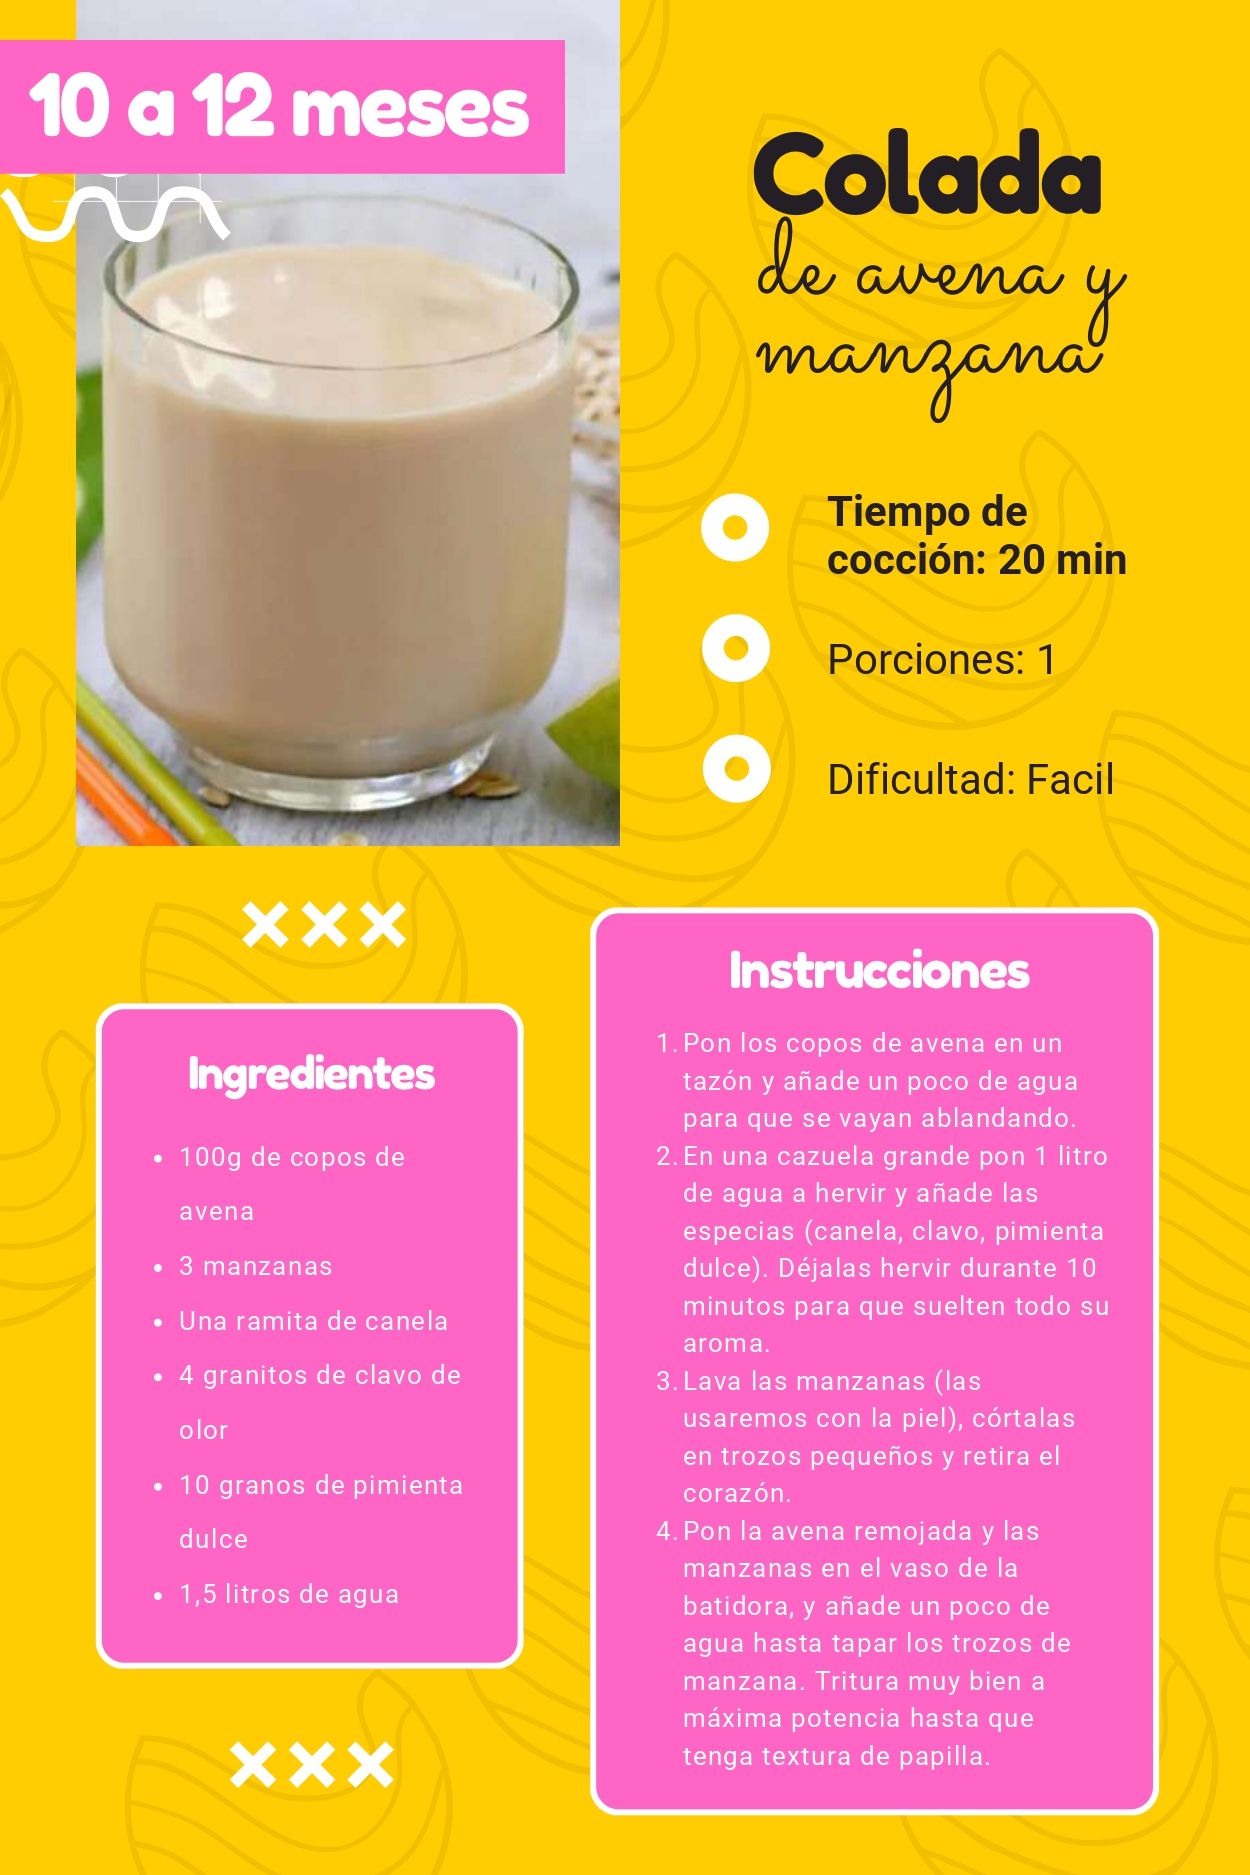 10 a 12 meses
Colada
de avena y
manzana
Tiempo de
cocción: 20 min
Porciones: 1
Dificultad: Facil
Ingredientes
• 100g de copos de
avena
• 3 manzanas
• Una ramita de canela
• 4 granitos de clavo de
olor
• 10 granos de pimienta
dulce
• 1,5 litros de agua
Instrucciones
1. Pon los copos de avena en un
tazón y añade un poco de agua
para que se vayan ablandando.
2. En una cazuela grande pon 1 litro
de agua a hervir y añade las
especias (canela, clavo, pimienta
dulce). Déjalas hervir durante 10
minutos para que suelten todo su
aroma.
3. Lava las manzanas (las
usaremos con la piel), córtalas
en trozos pequeños y retira el
corazón.
4. Pon la avena remojada y las
manzanas en el vaso de la
batidora, y añade un poco de
agua hasta tapar los trozos de
manzana. Tritura muy bien a
máxima potencia hasta que
tenga textura de papilla.